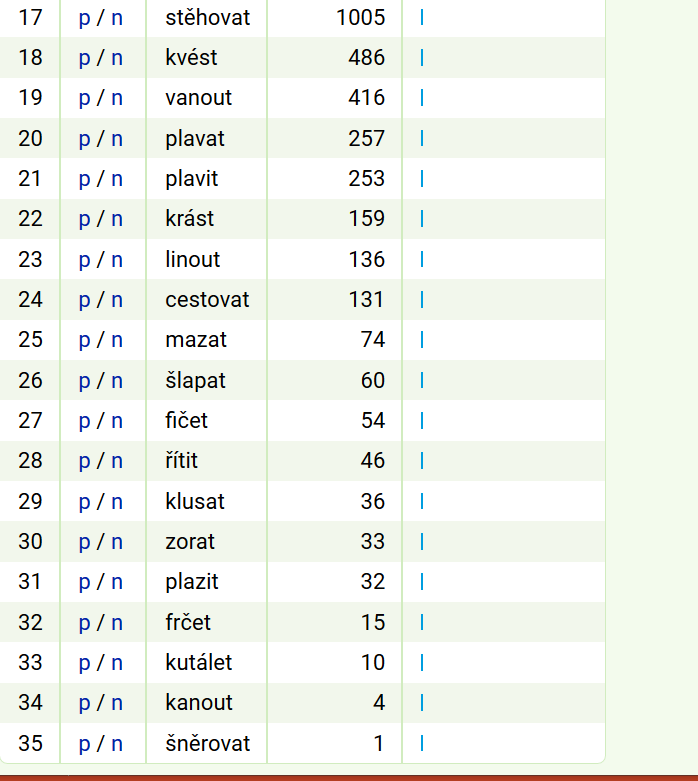 17 p / n stěhovat 1005
18 p / n kvést 486
19 p / n vanout 416
20 p / n plavat 257
21 p / n plavit 253
22 p / n krást 159
23 p / n linout 136
24 p / n cestovat 131
25 p / n mazat 74
26 p / n šlapat 60
27 p / n fičet 54
28 p / n řítit 46
29 p / n klusat 36
30 p / n zorat 33
31 p / n plazit 32
32 p / n frčet 15
33 p / n kutálet 10
34 p / n kanout 4
35 p / n šněrovat 1